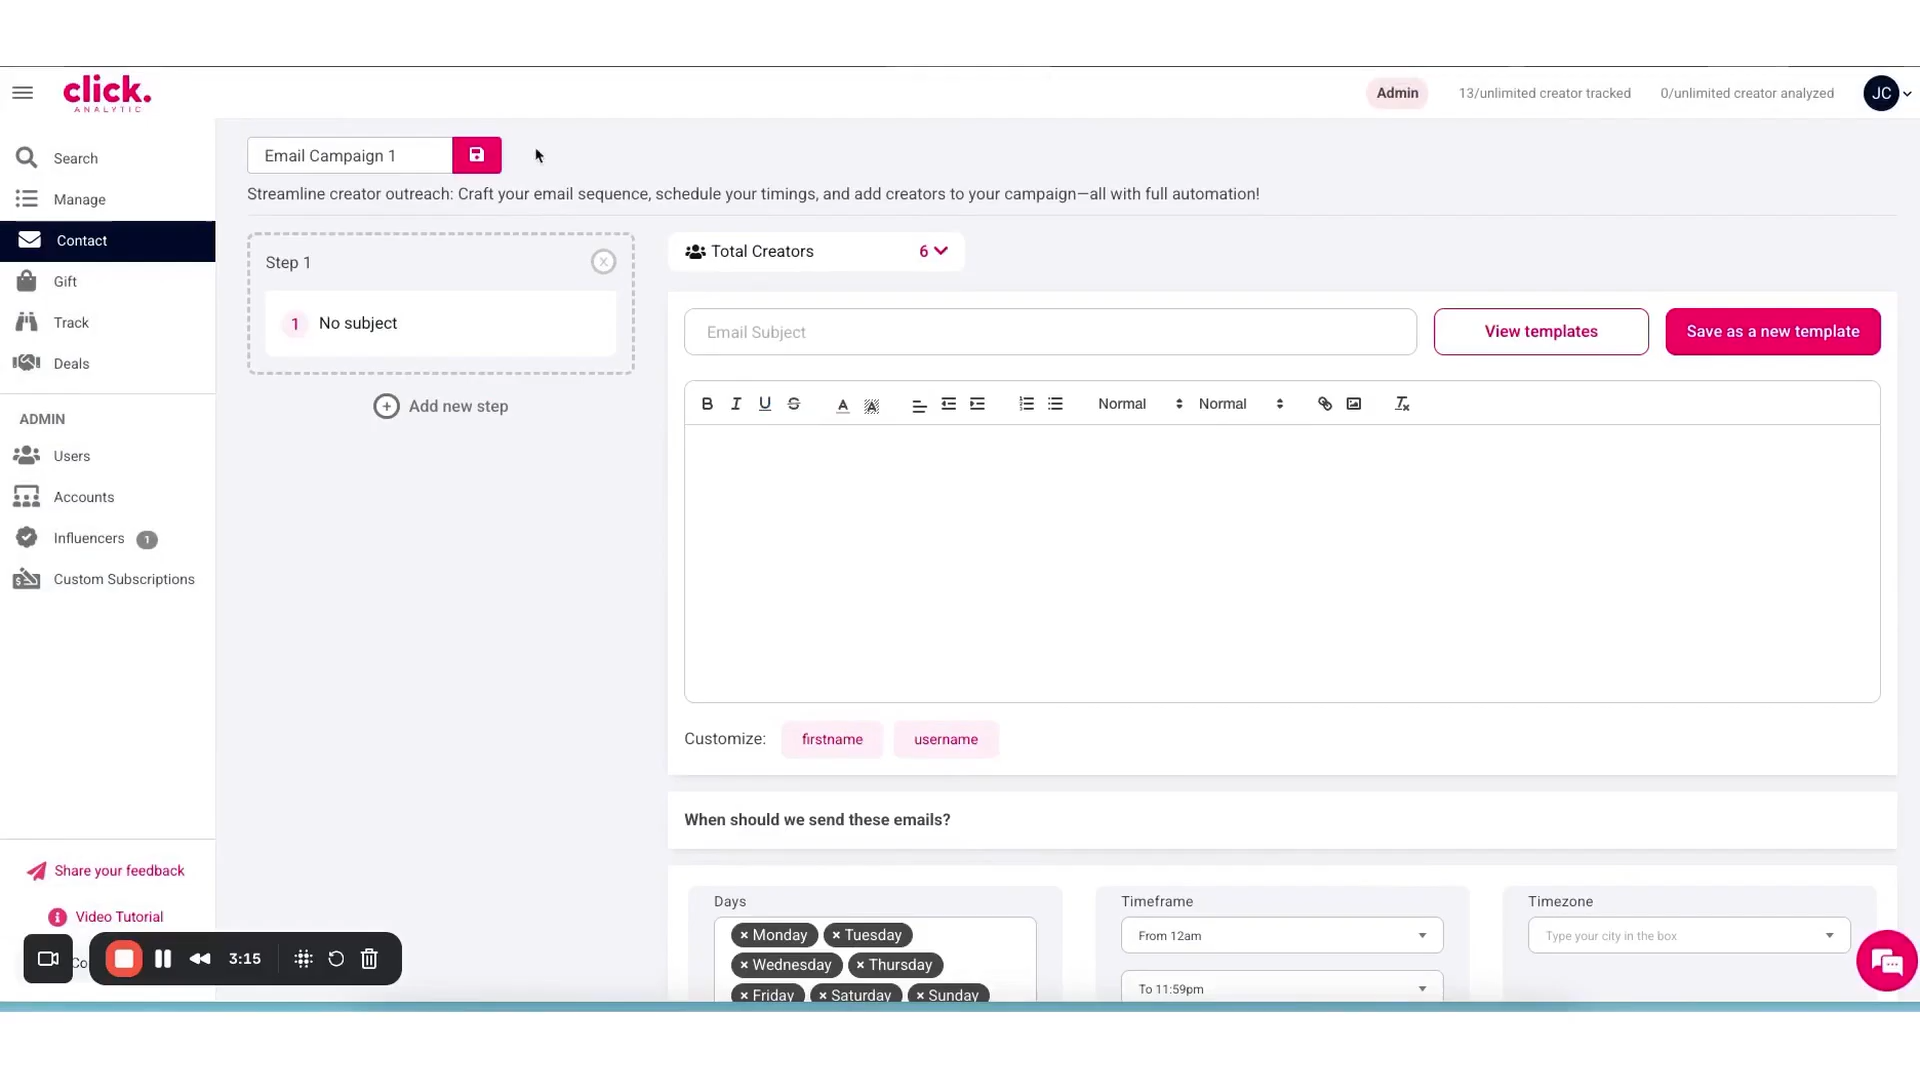 click.
ANALYTIC
Admin
13/unlimited creator tracked
0/unlimited creator analyzed
JC
Search
Manage
Contact
Gift
Track
Deals
ADMIN
Users
Accounts
Influencers 1
Custom Subscriptions
Share your feedback
Video Tutorial
Co
3:15
Email Campaign 1
Streamline creator outreach: Craft your email sequence, schedule your timings, and add creators to your campaign—all with full automation!
Step 1
X
1 No subject
+ Add new step
Total Creators 6
Email Subject
View templates
Save as a new template
B I U S A A Normal Normal
Customize: firstname username
When should we send these emails?
Days
× Monday × Tuesday
× Wednesday × Thursday
× Friday × Saturday × Sunday
Timeframe
From 12am
To 11:59pm
Timezone
Type your city in the box